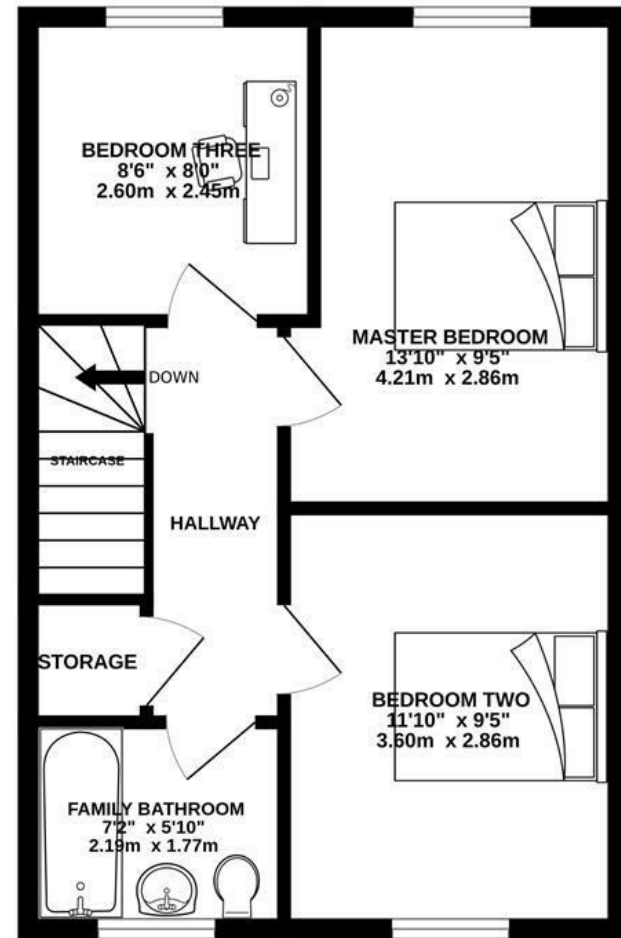 BEDROOM THREE
8'6" x 8'0"
2.60m x 2.45m
MASTER BEDROOM
13'10" x 9'5"
4.21m x 2.86m
DOWN
STAIRCASE
HALLWAY
STORAGE
BEDROOM TWO
11'10" x 9'5"
3.60m x 2.86m
FAMILY BATHROOM
7'2" x 5'10"
2.19m x 1.77m